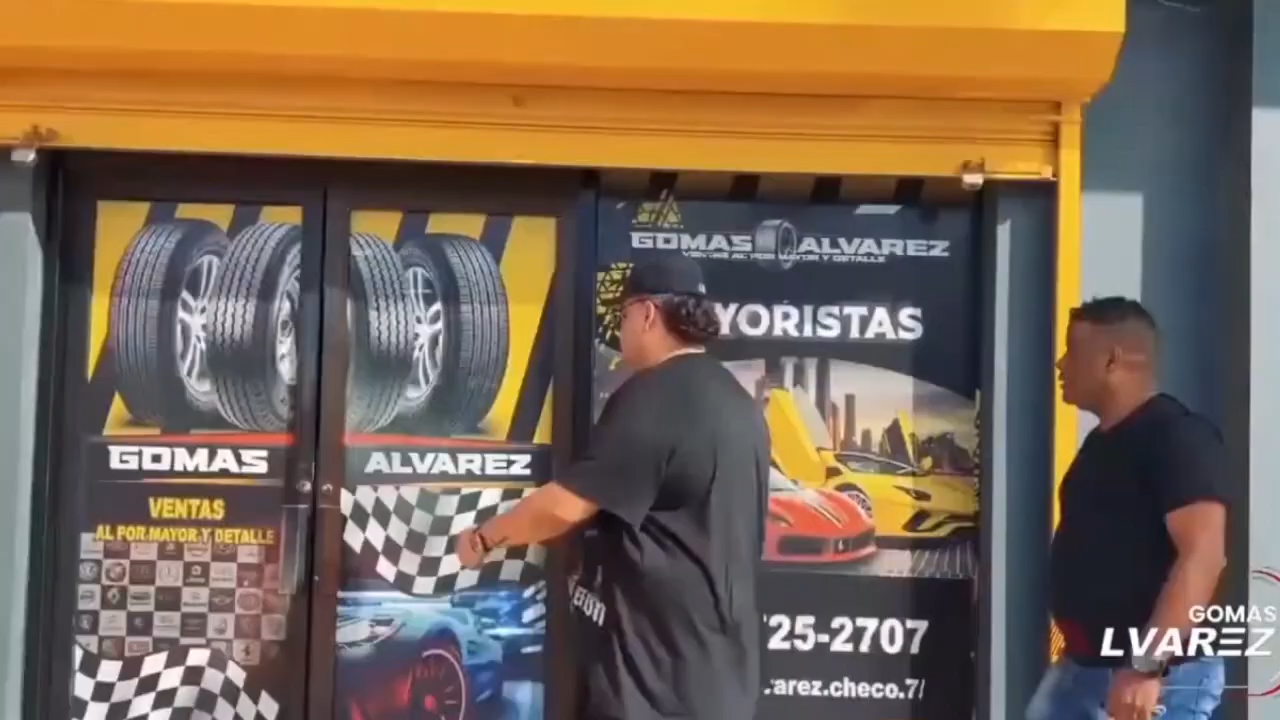 GOMAS ALVAREZ
VENTAS AL POR MAYOR Y DETALLE
YORISTAS
GOMAS
ALVAREZ
VENTAS
AL POR MAYOR Y DETALLE
25-2707
.arez.checo.7/
GOMAS
LVAREZ